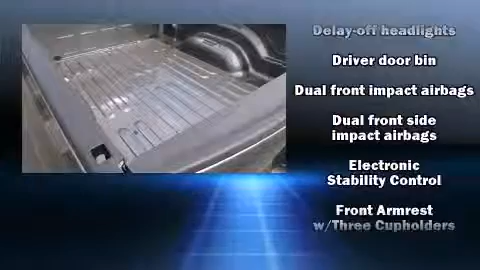 Delay-off headlights
Driver door bin
Dual front impact airbags
Dual front side
impact airbags
Electronic
Stability Control
Front Armrest
w/Three Cupholders